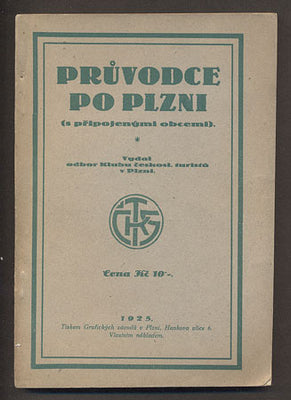 PRŮVODCE
PO PLZNI
(s připojenými obcemi).
*
Vydal
odbor Klubu českosl. turistů
v Plzni.
KČST
Cena Kč 10·-.
1925.
Tiskem Grafických závodů v Plzni, Hankova ulice 6.
Vlastním nákladem.